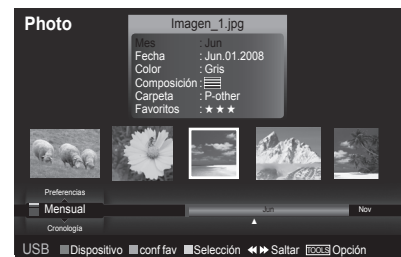 Photo
Imagen_1.jpg
Mes : Jun
Fecha : Jun.01.2008
Color : Gris
Composición :
Carpeta : P-other
Favoritos : ★ ★ ★
Preferencias
Mensual
Jun
Nov
Cronología
USB Dispositivo conf fav Selección ◄◄ ►► Saltar TOOLS Opción